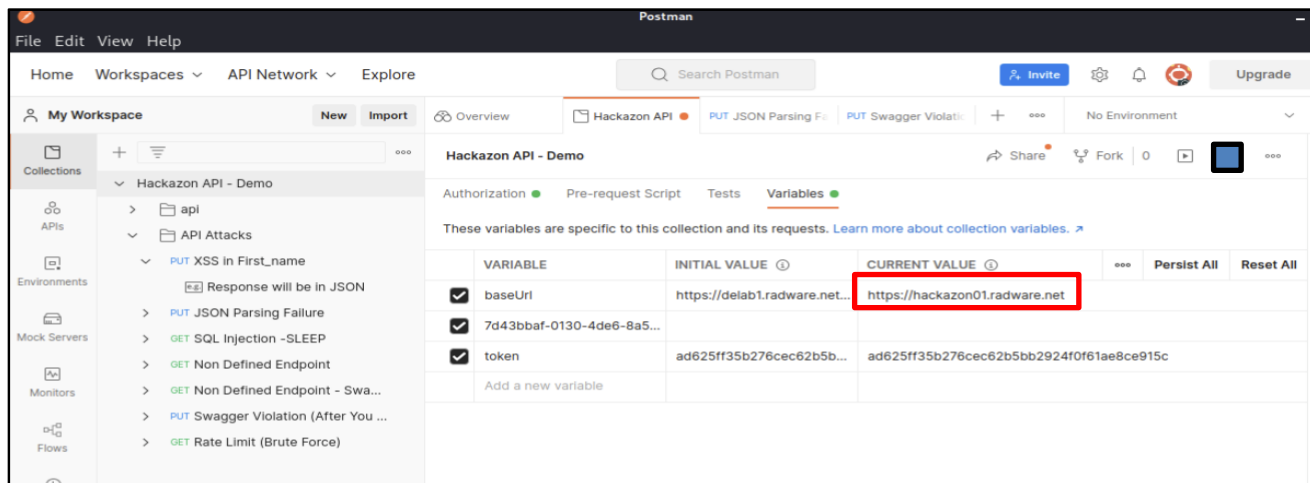 Postman
File Edit View Help
Home Workspaces API Network Explore Search Postman Invite Upgrade
My Workspace New Import Overview Hackazon API PUT JSON Parsing Fa PUT Swagger Violatic No Environment
Collections
APIs
Environments
Mock Servers
Monitors
Flows
Hackazon API - Demo
api
API Attacks
PUT XSS in First_name
e.g. Response will be in JSON
PUT JSON Parsing Failure
GET SQL Injection -SLEEP
GET Non Defined Endpoint
GET Non Defined Endpoint - Swa...
PUT Swagger Violation (After You ...
GET Rate Limit (Brute Force)
Hackazon API - Demo Share Fork 0
Authorization Pre-request Script Tests Variables
These variables are specific to this collection and its requests. Learn more about collection variables.
VARIABLE INITIAL VALUE CURRENT VALUE Persist All Reset All
baseUrl https://delab1.radware.net... https://hackazon01.radware.net
7d43bbaf-0130-4de6-8a5...
token ad625ff35b276cec62b5b... ad625ff35b276cec62b5bb2924f0f61ae8ce915c
Add a new variable